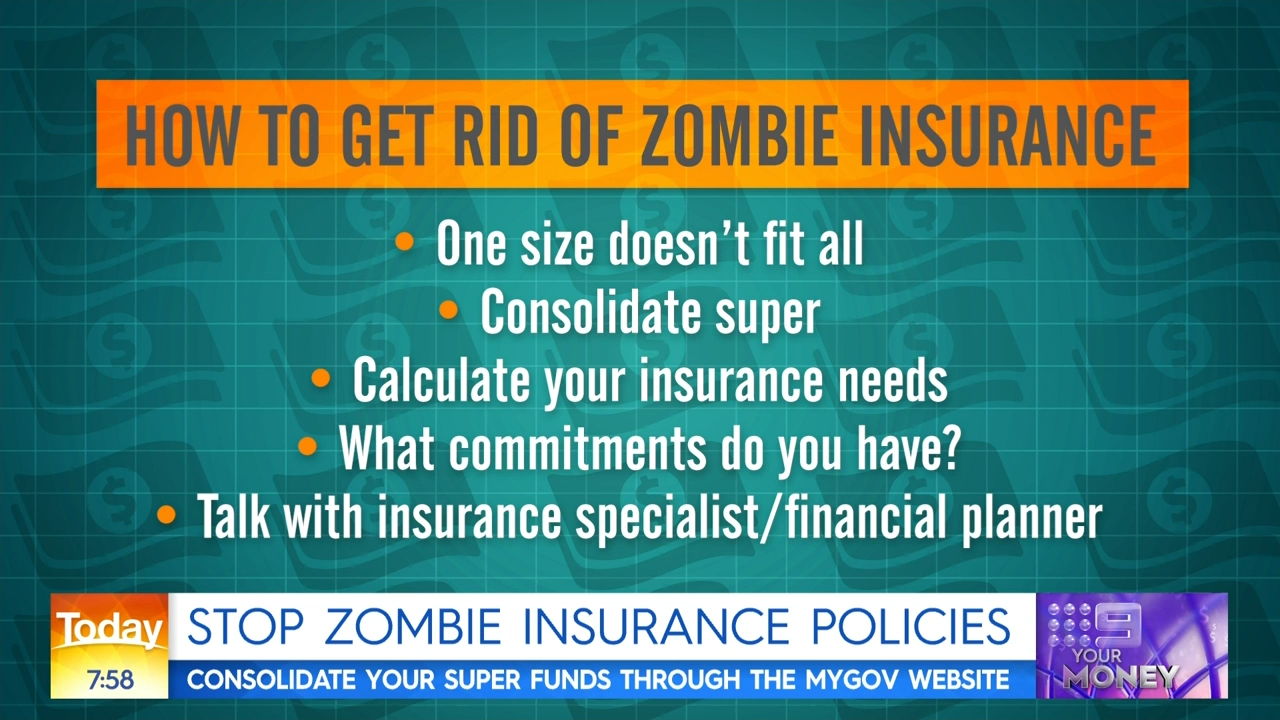 HOW TO GET RID OF ZOMBIE INSURANCE
• One size doesn’t fit all
• Consolidate super
• Calculate your insurance needs
• What commitments do you have?
• Talk with insurance specialist/financial planner
Today
7:58
STOP ZOMBIE INSURANCE POLICIES
CONSOLIDATE YOUR SUPER FUNDS THROUGH THE MYGOV WEBSITE
9
YOUR
MONEY